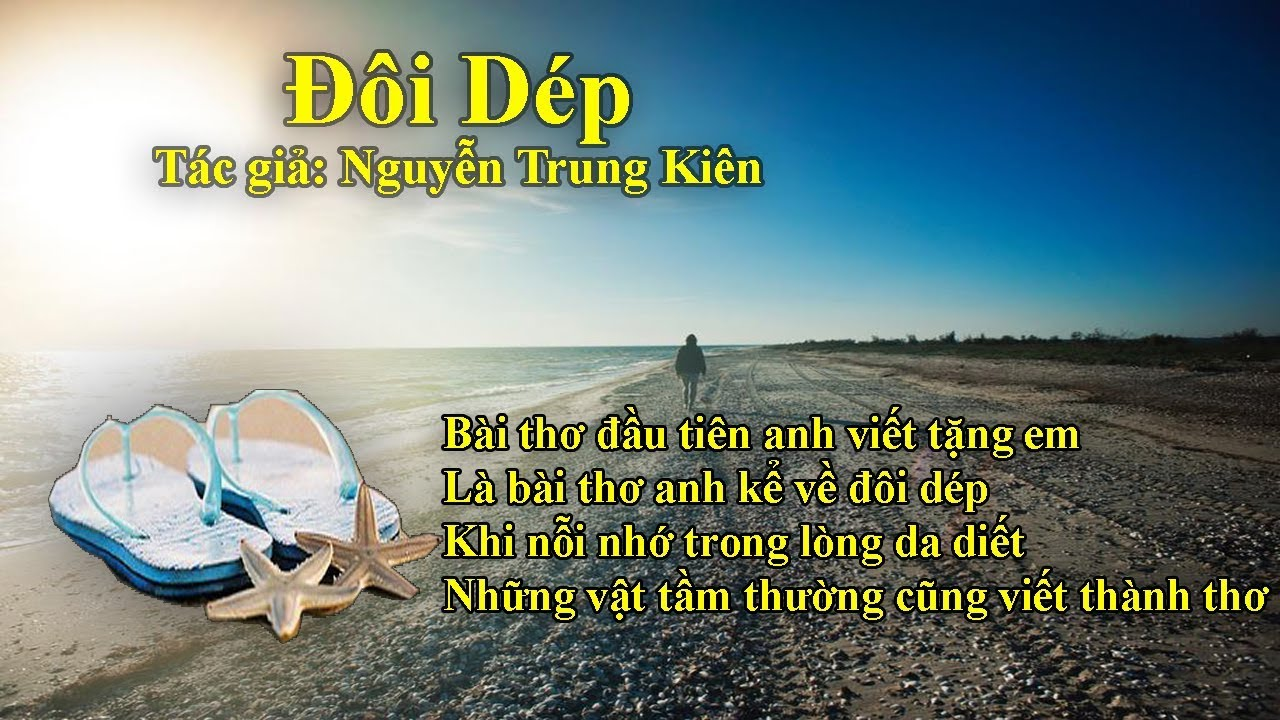 Đôi Dép
Tác giả: Nguyễn Trung Kiên
Bài thơ đầu tiên anh viết tặng em
Là bài thơ anh kể về đôi dép
Khi nỗi nhớ trong lòng da diết
Những vật tầm thường cũng viết thành thơ